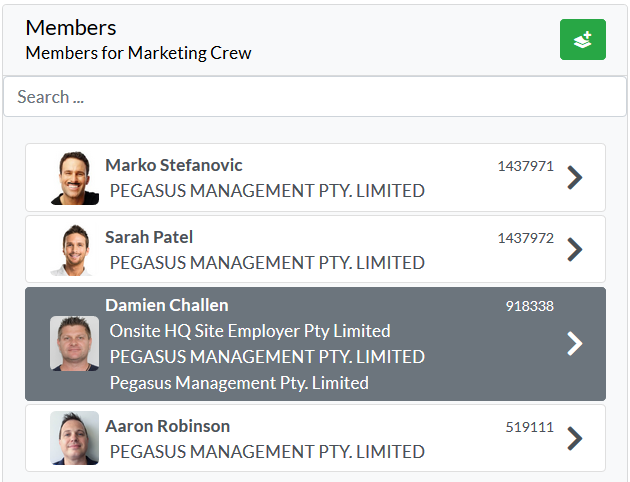 Members
Members for Marketing Crew
Search ...
Marko Stefanovic 1437971
PEGASUS MANAGEMENT PTY. LIMITED
Sarah Patel 1437972
PEGASUS MANAGEMENT PTY. LIMITED
Damien Challen 918338
Onsite HQ Site Employer Pty Limited
PEGASUS MANAGEMENT PTY. LIMITED
Pegasus Management Pty. Limited
Aaron Robinson 519111
PEGASUS MANAGEMENT PTY. LIMITED